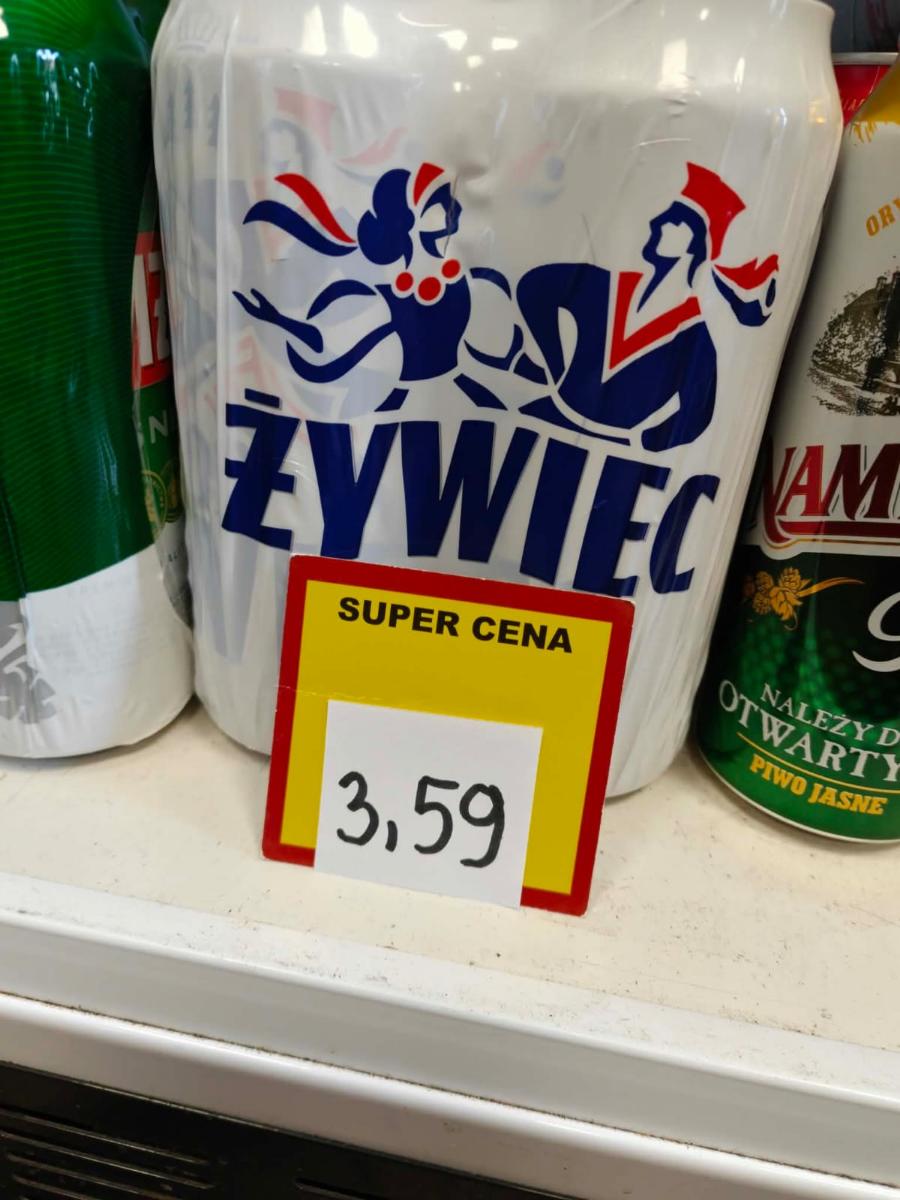 ŻYWIEC
SUPER CENA
3,59
NALEŻY D
OTWARTY
PIWO JASNE